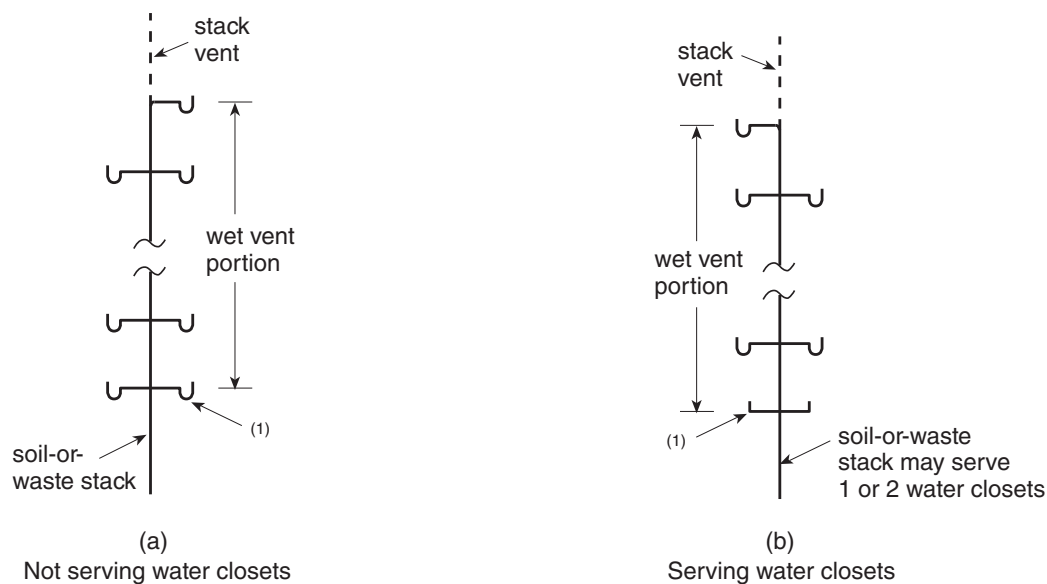 stack
vent
wet vent
portion
(1)
soil-or-
waste stack
(a)
Not serving water closets
stack
vent
wet vent
portion
(1)
soil-or-waste
stack may serve
1 or 2 water closets
(b)
Serving water closets